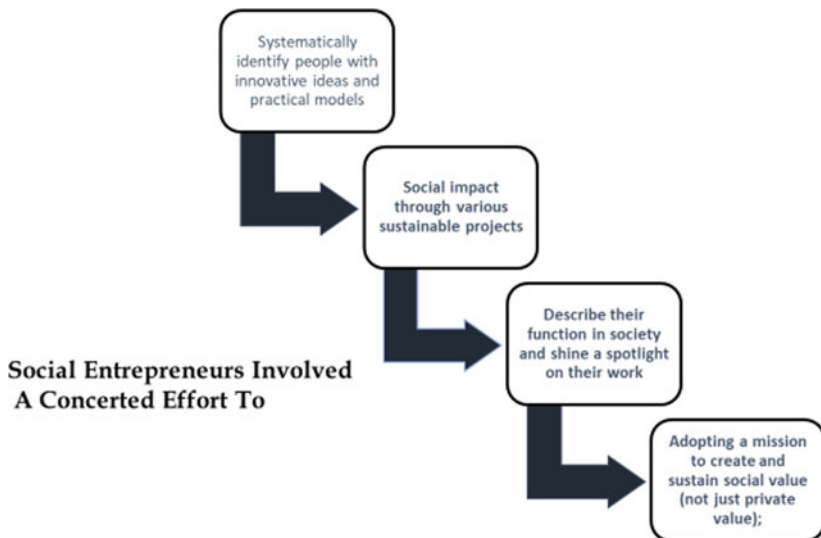 Systematically
identify people with
innovative ideas and
practical models
Social impact
through various
sustainable projects
Describe their
function in society
and shine a spotlight
on their work
Social Entrepreneurs Involved
A Concerted Effort To
Adopting a mission
to create and
sustain social value
(not just private
value);